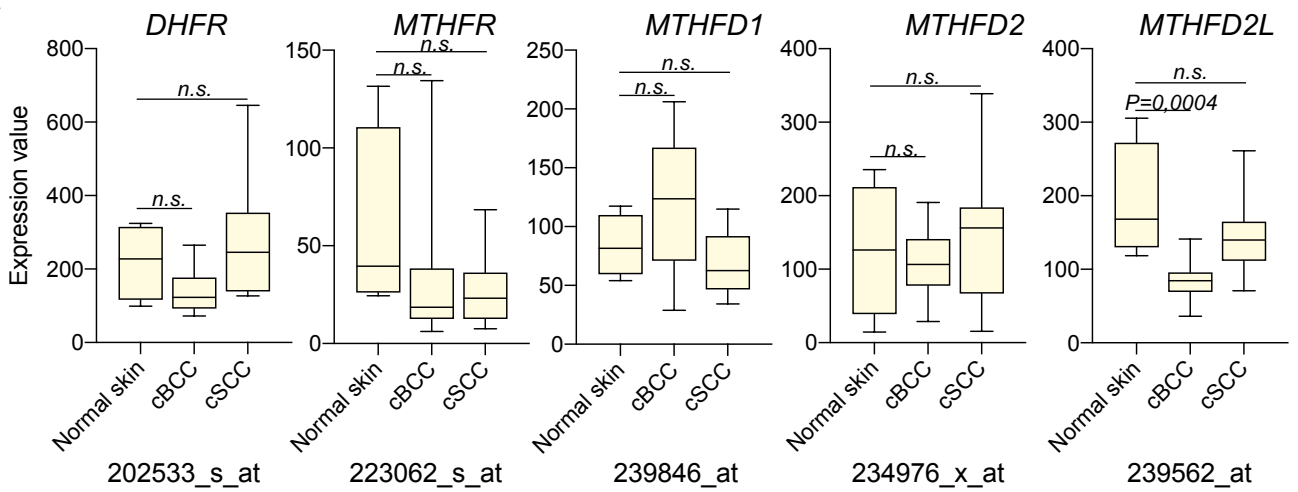 DHFR
MTHFR
MTHFD1
MTHFD2
MTHFD2L
Expression value
800
600
400
200
0
n.s.
n.s.
Normal skin
cBCC
cSCC
202533_s_at
150
100
50
0
n.s.
n.s.
Normal skin
cBCC
cSCC
223062_s_at
250
200
150
100
50
0
n.s.
n.s.
Normal skin
cBCC
cSCC
239846_at
400
300
200
100
0
n.s.
n.s.
Normal skin
cBCC
cSCC
234976_x_at
400
300
200
100
0
n.s.
P=0,0004
Normal skin
cBCC
cSCC
239562_at